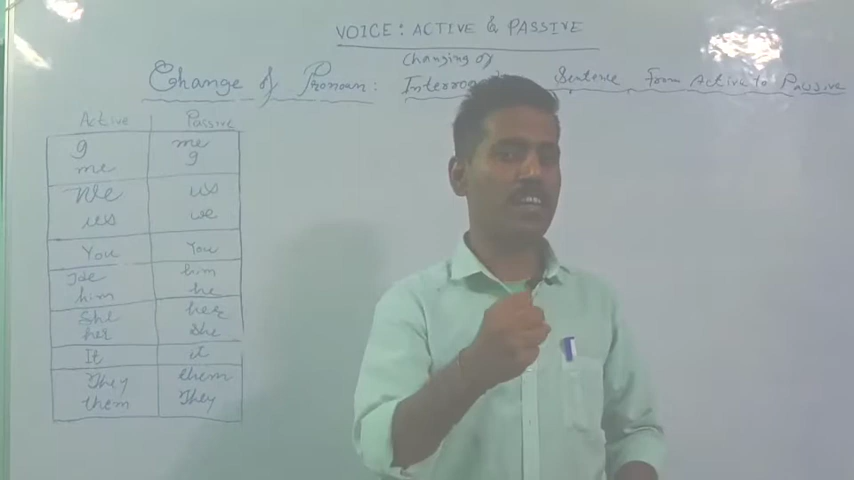 VOICE: ACTIVE & PASSIVE
Changing of
Change of Pronoun:
Sentence From Active to Passive
Active Passive
I me
me I
We us
us we
You You
He him
him he
She her
her She
It it
They them
them They